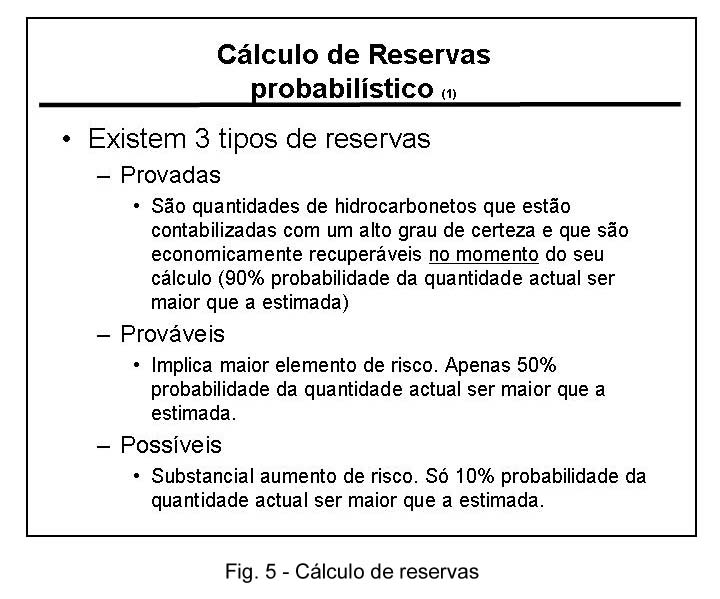 Cálculo de Reservas
probabilístico (1)
• Existem 3 tipos de reservas
– Provadas
• São quantidades de hidrocarbonetos que estão
contabilizadas com um alto grau de certeza e que são
economicamente recuperáveis no momento do seu
cálculo (90% probabilidade da quantidade actual ser
maior que a estimada)
– Prováveis
• Implica maior elemento de risco. Apenas 50%
probabilidade da quantidade actual ser maior que a
estimada.
– Possíveis
• Substancial aumento de risco. Só 10% probabilidade da
quantidade actual ser maior que a estimada.
Fig. 5 - Cálculo de reservas